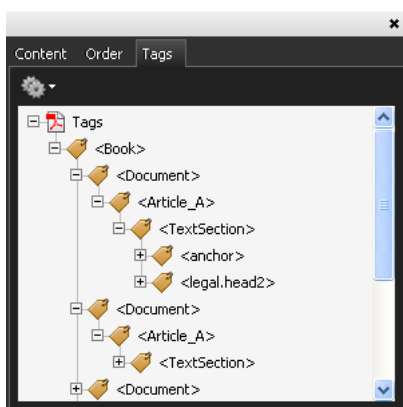 Content Order Tags
Tags
<Book>
<Document>
<Article_A>
<TextSection>
<anchor>
<legal.head2>
<Document>
<Article_A>
<TextSection>
<Document>